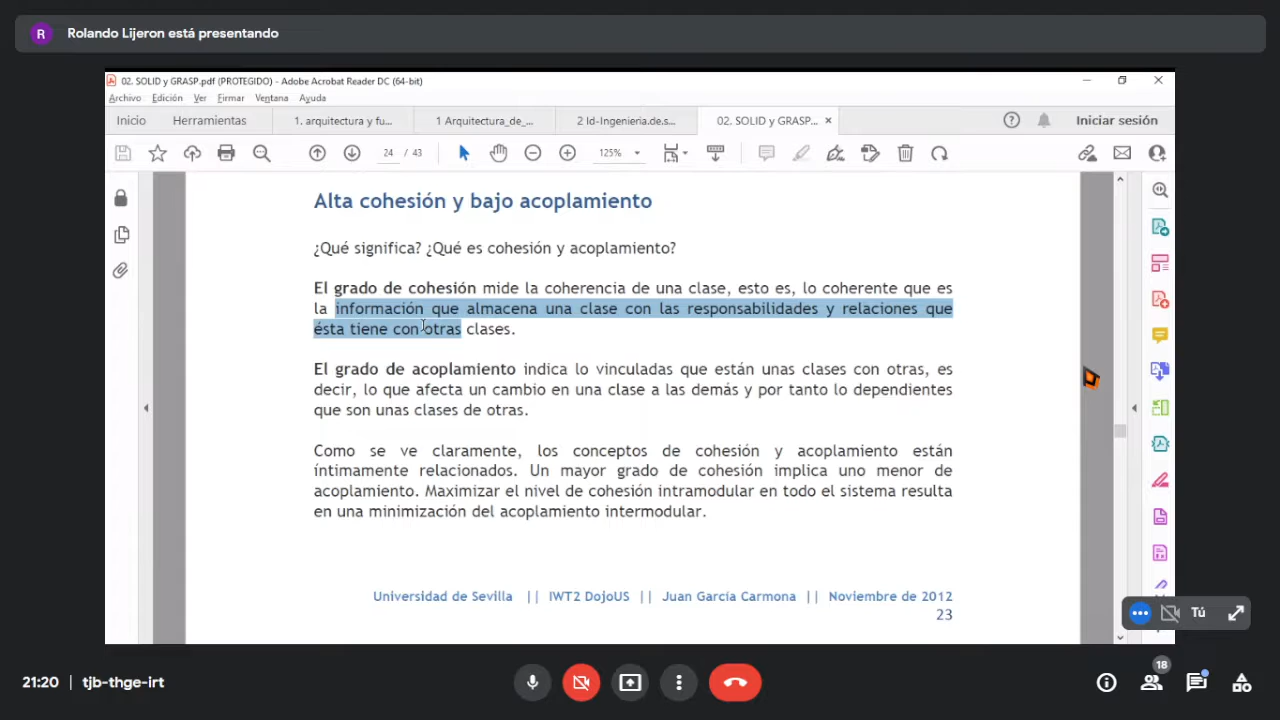 R Rolando Lijeron está presentando
02. SOLID y GRASP.pdf (PROTEGIDO) - Adobe Acrobat Reader DC (64-bit)
Archivo Edición Ver Firmar Ventana Ayuda
Inicio Herramientas 1. arquitectura y fu... 1 Arquitectura_de_... 2 Id-Ingenieria.de.s... 02. SOLID y GRASP... × Iniciar sesión
24 / 43 125%
Alta cohesión y bajo acoplamiento
¿Qué significa? ¿Qué es cohesión y acoplamiento?
El grado de cohesión mide la coherencia de una clase, esto es, lo coherente que es
la información que almacena una clase con las responsabilidades y relaciones que
ésta tiene con otras clases.
El grado de acoplamiento indica lo vinculadas que están unas clases con otras, es
decir, lo que afecta un cambio en una clase a las demás y por tanto lo dependientes
que son unas clases de otras.
Como se ve claramente, los conceptos de cohesión y acoplamiento están
íntimamente relacionados. Un mayor grado de cohesión implica uno menor de
acoplamiento. Maximizar el nivel de cohesión intramodular en todo el sistema resulta
en una minimización del acoplamiento intermodular.
Universidad de Sevilla || IWT2 DojoUS || Juan García Carmona || Noviembre de 2012
23
Tú
21:20 | tjb-thge-irt
18